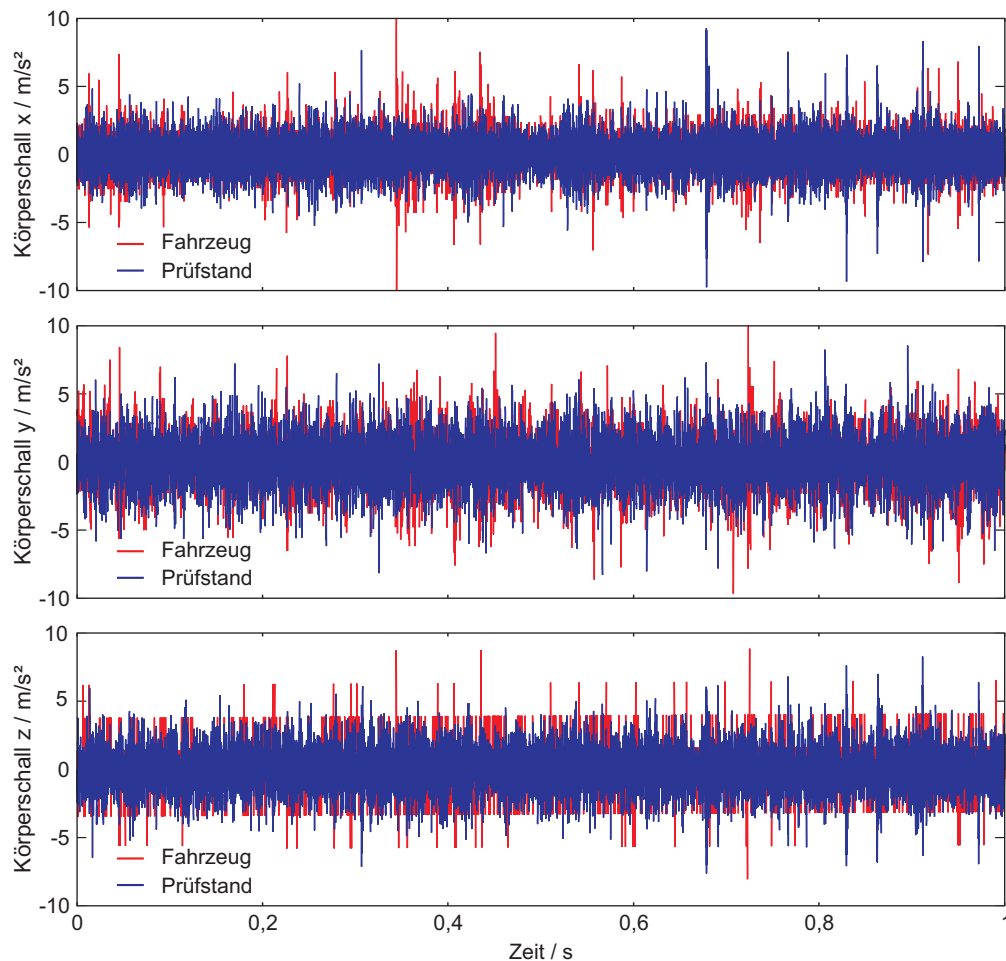 10
5
0
-5
-10
Körperschall x / m/s²
Fahrzeug
Prüfstand
10
5
0
-5
-10
Körperschall y / m/s²
Fahrzeug
Prüfstand
10
5
0
-5
-10
Körperschall z / m/s²
Fahrzeug
Prüfstand
0 0,2 0,4 0,6 0,8 1
Zeit / s